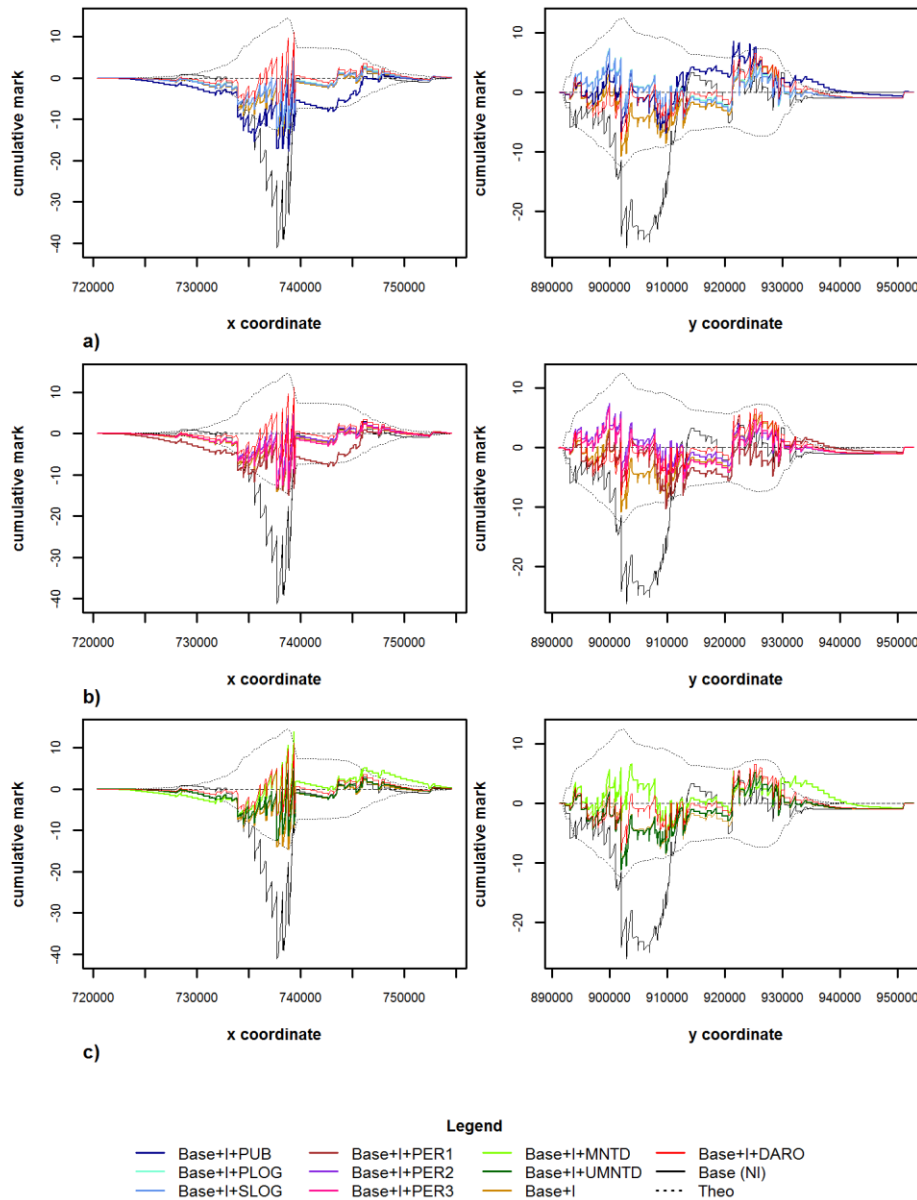 cumulative mark
10
0
-10
-20
-30
-40
720000 730000 740000 750000
x coordinate
cumulative mark
10
0
-10
-20
890000 900000 910000 920000 930000 950000
y coordinate
a)
cumulative mark
10
0
-10
-20
-30
-40
720000 730000 740000 750000
x coordinate
cumulative mark
10
0
-10
-20
890000 900000 910000 920000 930000 950000
y coordinate
b)
cumulative mark
10
0
-10
-20
-30
-40
720000 730000 740000 750000
x coordinate
cumulative mark
10
0
-10
-20
890000 900000 910000 920000 930000 950000
y coordinate
c)
Legend
Base+I+PUB Base+I+PER1 Base+I+MNTD Base+I+DARO
Base+I+PLOG Base+I+PER2 Base+I+UMNTD Base (NI)
Base+I+SLOG Base+I+PER3 Base+I Theo